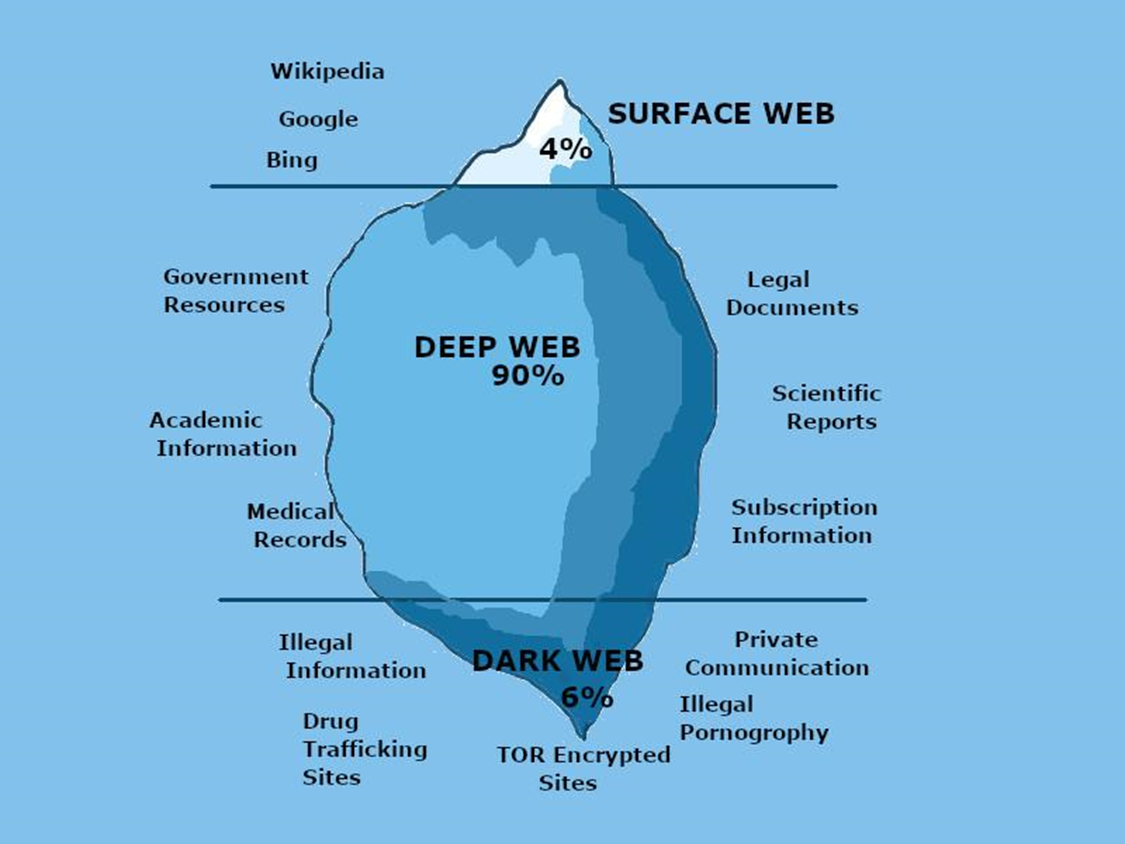 Wikipedia
SURFACE WEB
Google
4%
Bing
Government
Resources
Legal
Documents
DEEP WEB
90%
Scientific
Reports
Academic
Information
Medical
Records
Subscription
Information
Illegal
Information
Private
Communication
DARK WEB
6%
Illegal
Pornogrophy
Drug
Trafficking
Sites
TOR Encrypted
Sites